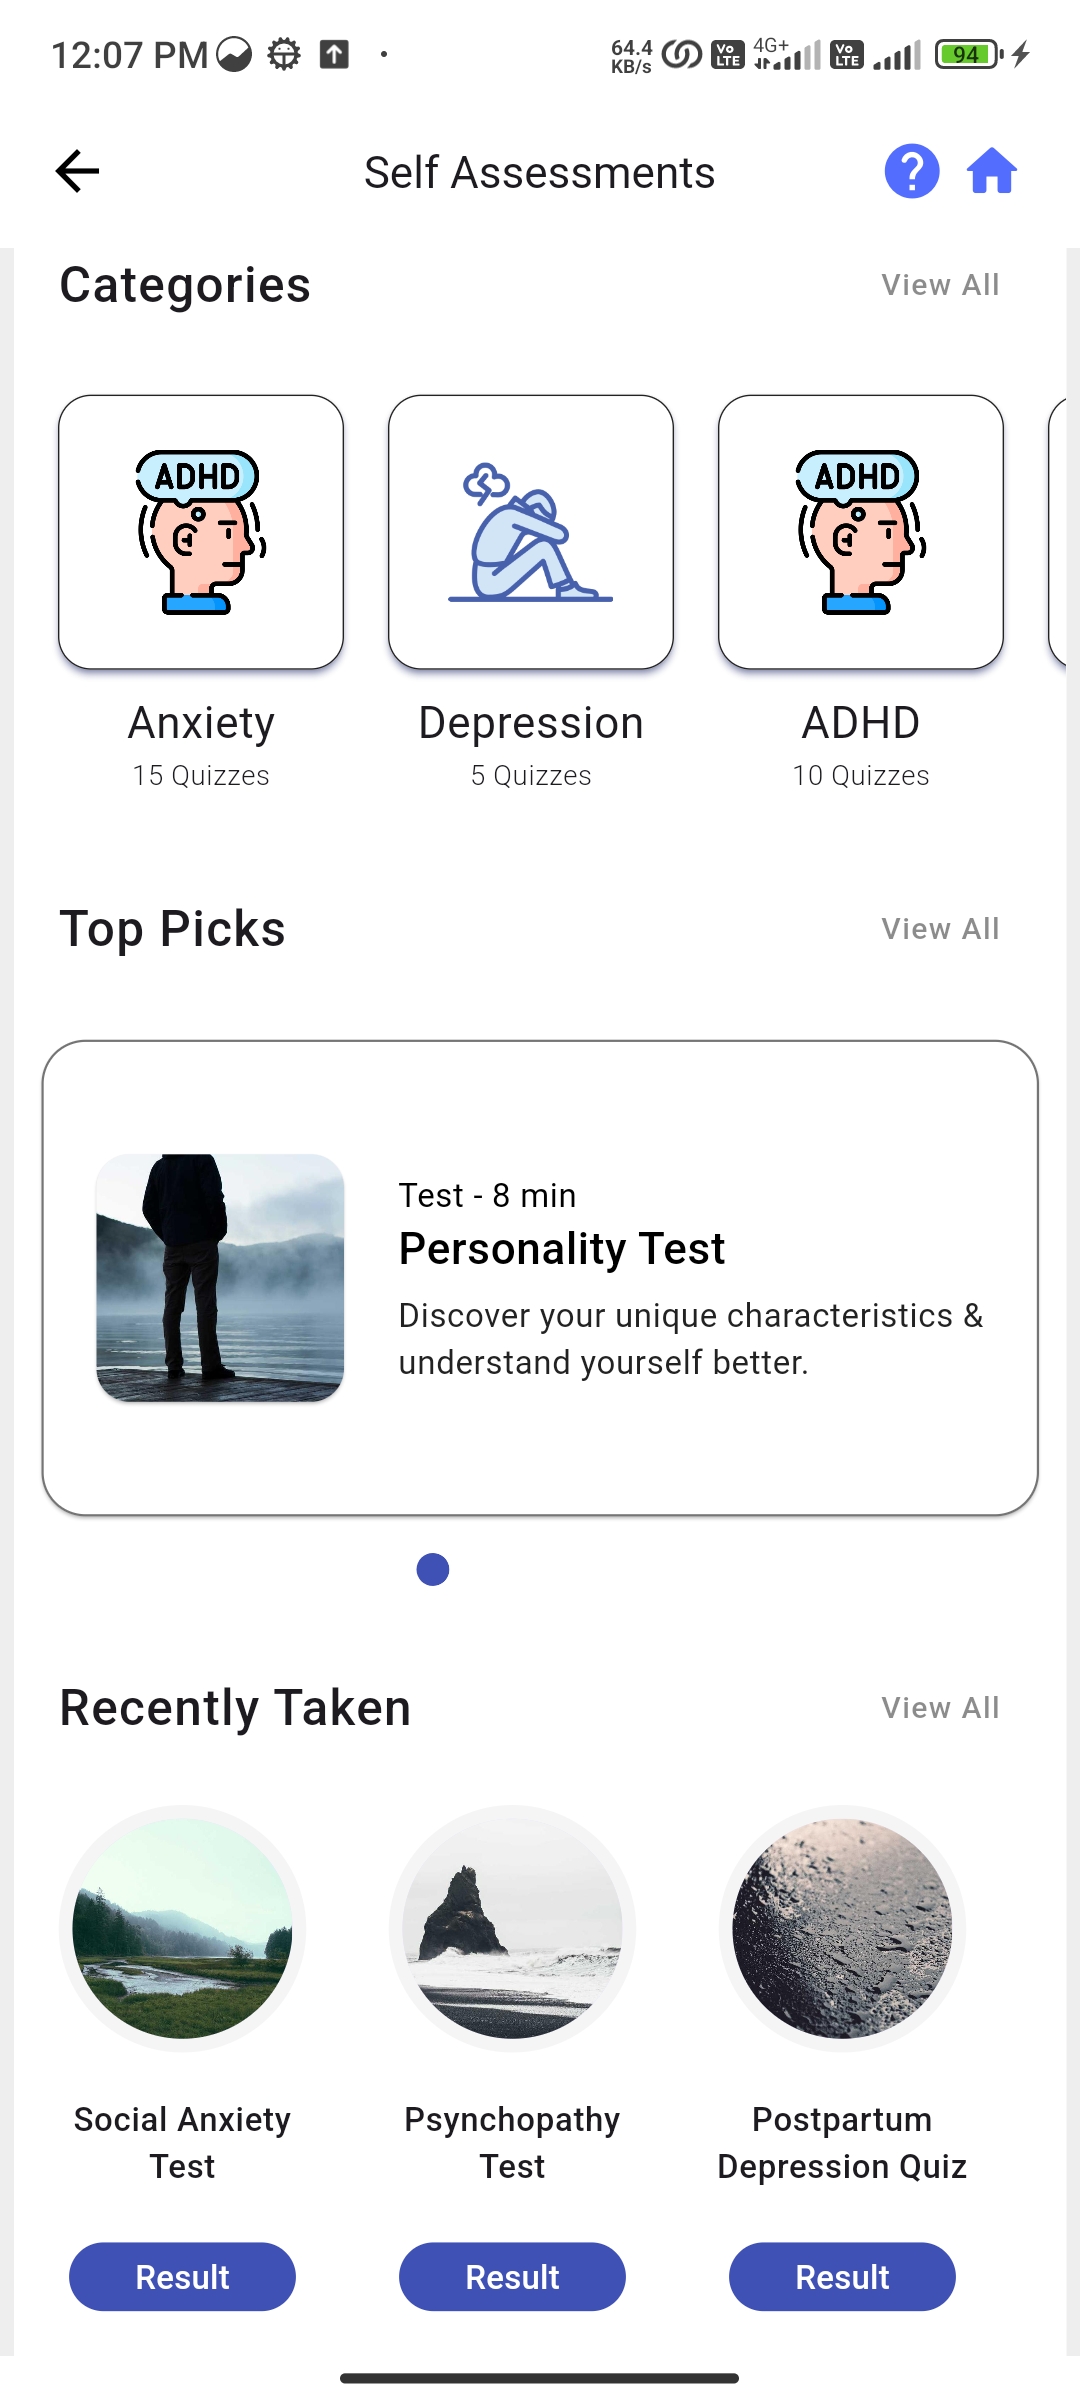 12:07 PM
64.4 KB/s
Vo LTE
4G+
Vo LTE
94
Self Assessments
Categories
View All
ADHD
ADHD
Anxiety
Depression
ADHD
15 Quizzes
5 Quizzes
10 Quizzes
Top Picks
View All
Test - 8 min
Personality Test
Discover your unique characteristics &
understand yourself better.
Recently Taken
View All
Social Anxiety
Test
Psynchopathy
Test
Postpartum
Depression Quiz
Result
Result
Result